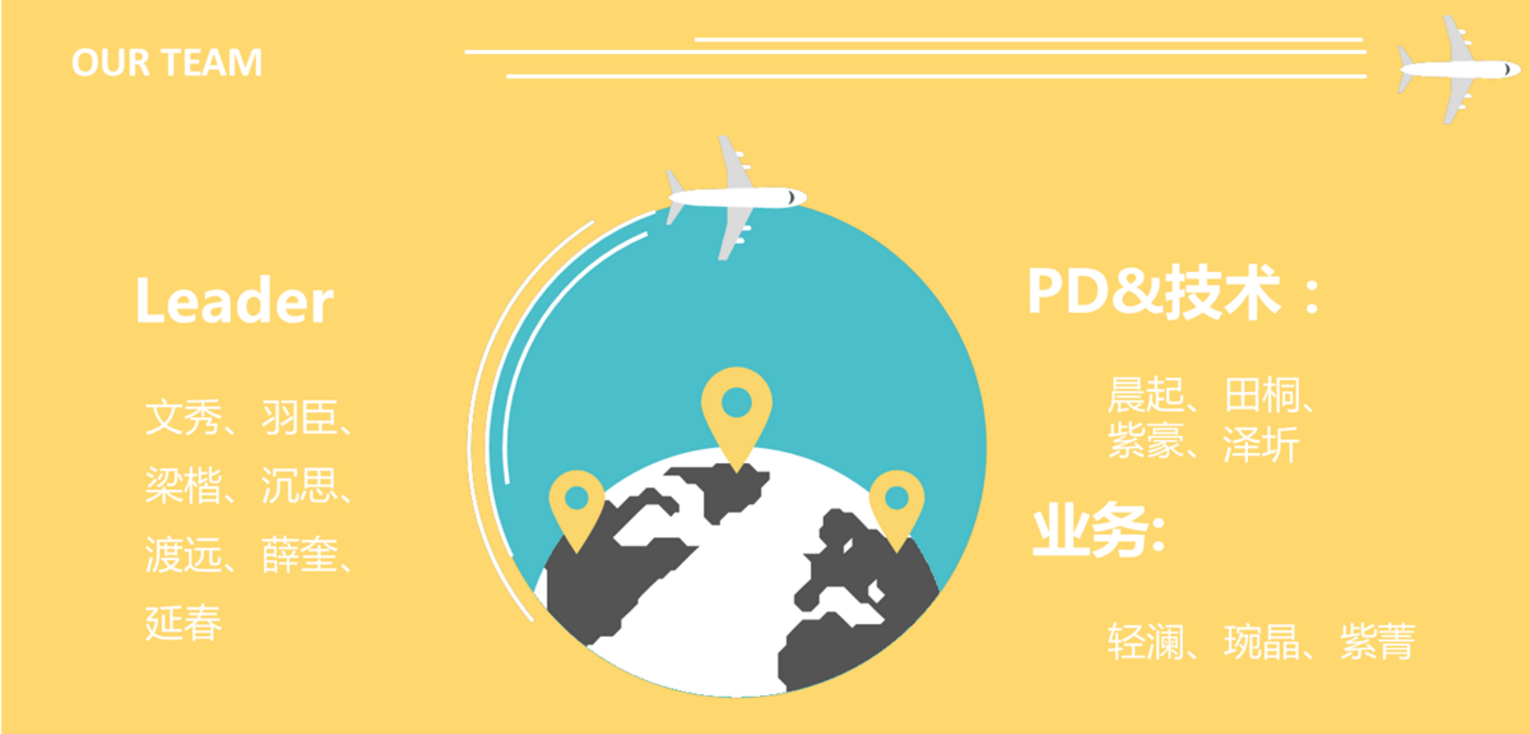 OUR TEAM
Leader
文秀、羽臣、
梁楷、沉思、
渡远、薛奎、
延春
PD&技术：
晨起、田桐、
紫豪、泽圻
业务:
轻澜、琬晶、紫菁